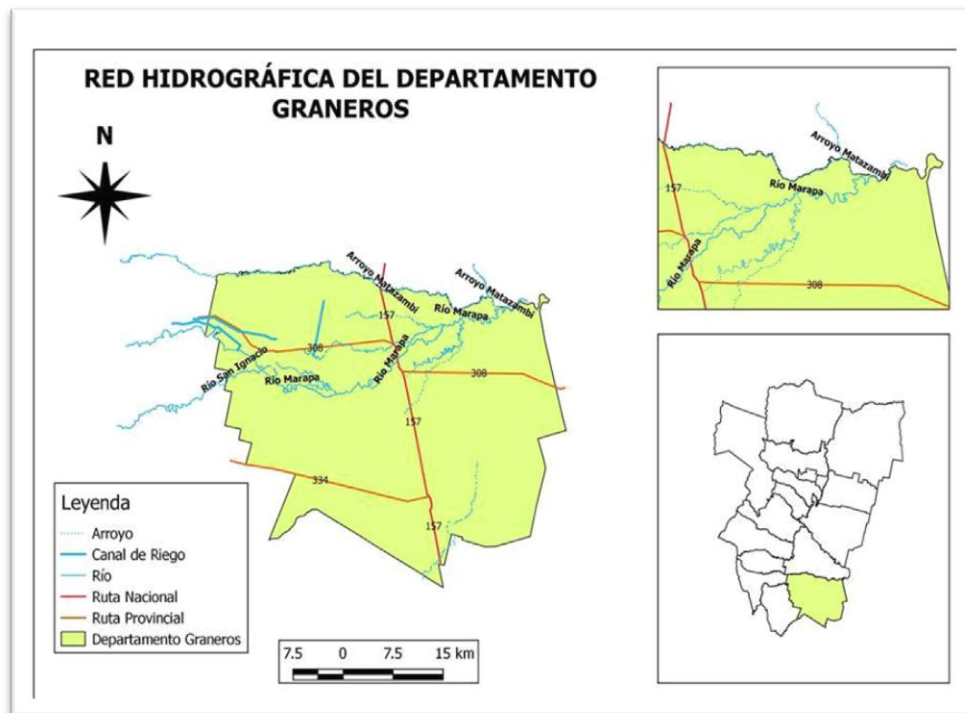 RED HIDROGRÁFICA DEL DEPARTAMENTO
GRANEROS
N
Arroyo Matazambi
Arroyo Matazambi
157
Río Marapa
308
Río Marapa
Río San Ignacio
Río Marapa
308
157
334
157
Leyenda
Arroyo
Canal de Riego
Río
Ruta Nacional
Ruta Provincial
Departamento Graneros
7.5 0 7.5 15 km
Arroyo Matazambi
157
Río Marapa
Río Marapa
308